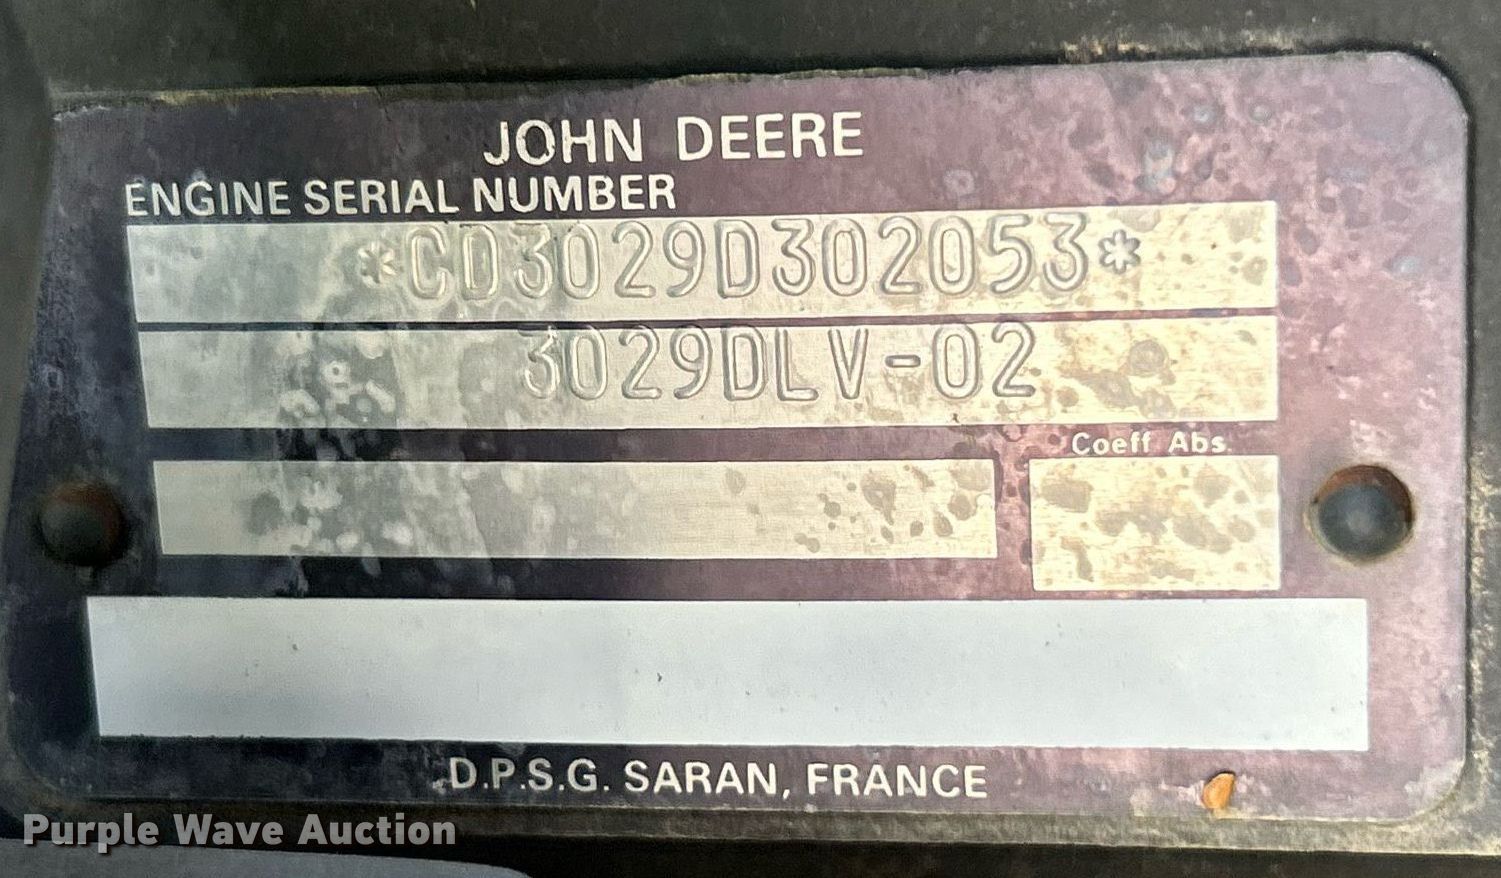 JOHN DEERE
ENGINE SERIAL NUMBER
*CD3029D302053*
3029DLV-02
Coeff Abs.
D.P.S.G. SARAN, FRANCE
Purple Wave Auction